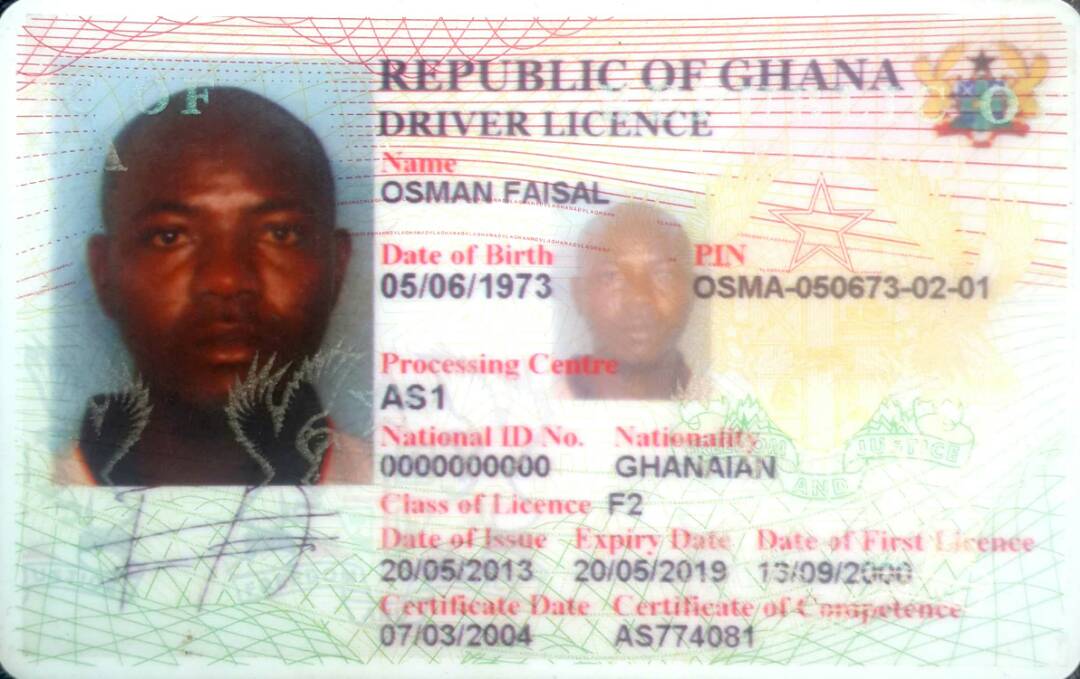 REPUBLIC OF GHANA
DRIVER LICENCE
Name
OSMAN FAISAL
Date of Birth PIN
05/06/1973 OSMA-050673-02-01
Processing Centre
AS1
National ID No. Nationality
0000000000 GHANAIAN
Class of Licence F2
Date of Issue Expiry Date Date of First Licence
20/05/2013 20/05/2019 13/09/2000
Certificate Date Certificate of Competence
07/03/2004 AS774081
OF
JUSTICE
AND